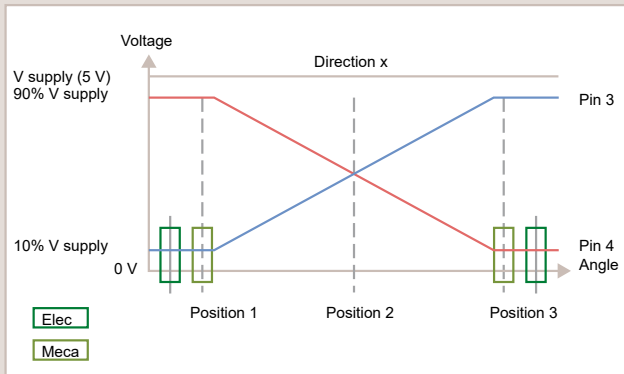 Voltage
Direction x
V supply (5 V)
90% V supply
Pin 3
10% V supply
Pin 4
0 V
Angle
Position 1
Position 2
Position 3
Elec
Meca